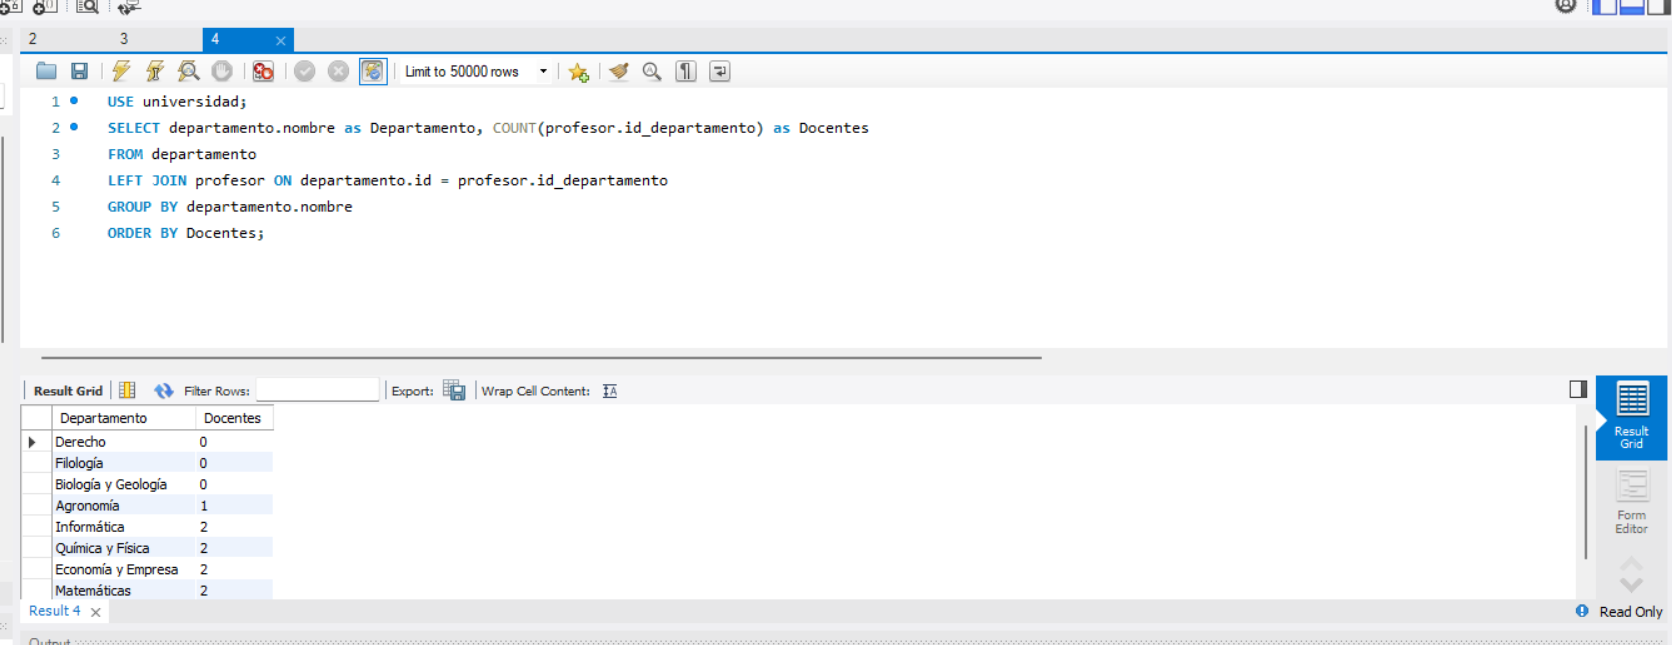 2 3 4
Limit to 50000 rows
1 USE universidad;
2 SELECT departamento.nombre as Departamento, COUNT(profesor.id_departamento) as Docentes
3 FROM departamento
4 LEFT JOIN profesor ON departamento.id = profesor.id_departamento
5 GROUP BY departamento.nombre
6 ORDER BY Docentes;
Result Grid Filter Rows: Export: Wrap Cell Content:
Departamento Docentes
Derecho 0
Filología 0
Biología y Geología 0
Agronomía 1
Informática 2
Química y Física 2
Economía y Empresa 2
Matemáticas 2
Result
Grid
Form
Editor
Result 4
Read Only
Output